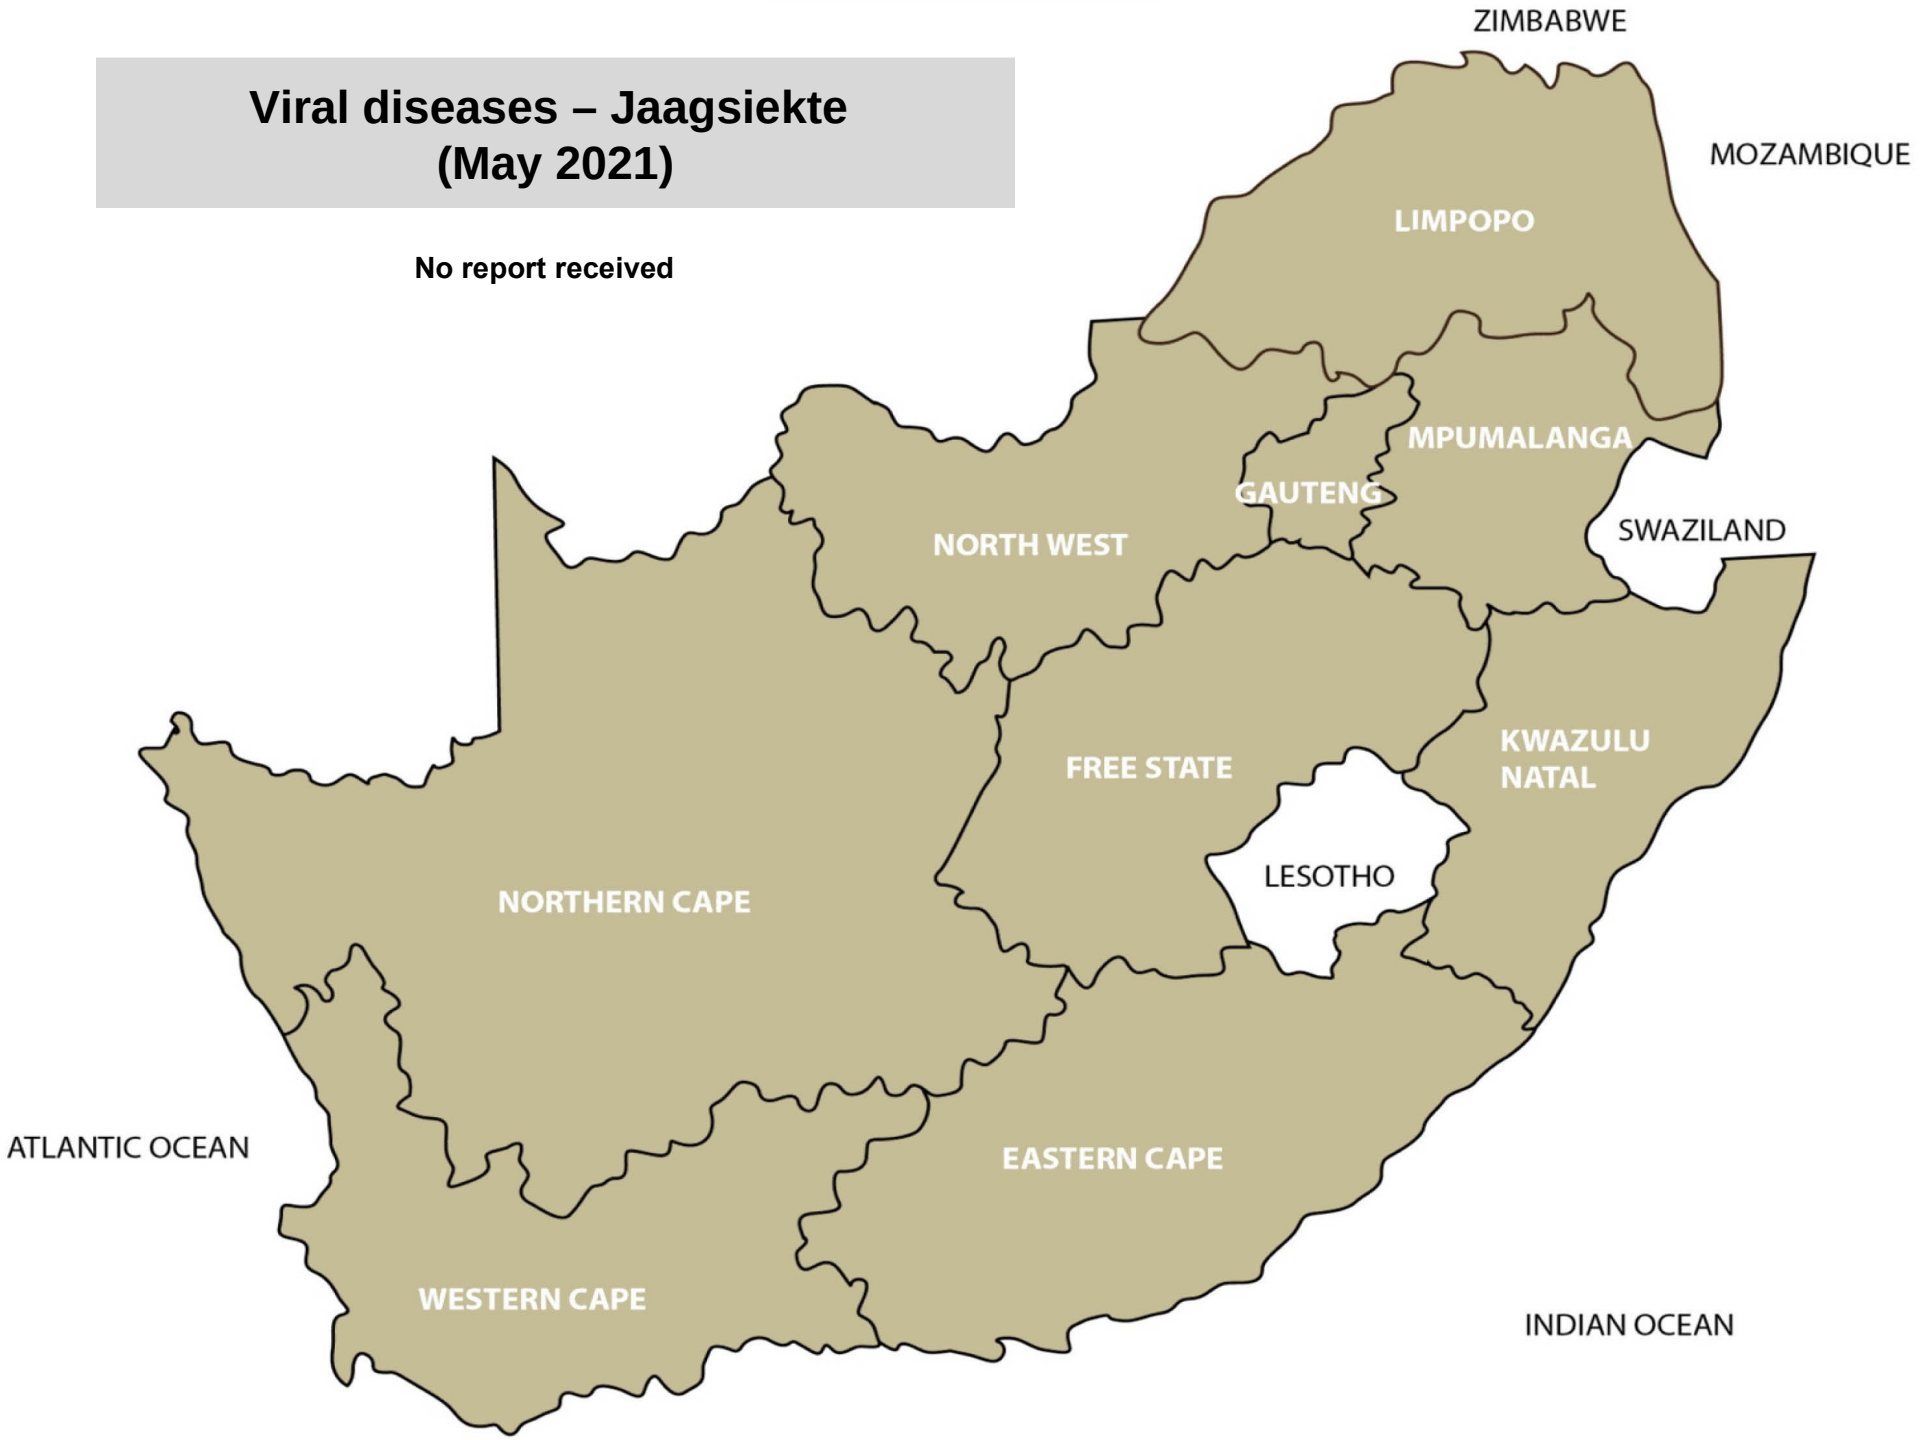 ZIMBABWE
Viral diseases – Jaagsiekte
(May 2021)
MOZAMBIQUE
LIMPOPO
No report received
MPUMALANGA
GAUTENG
SWAZILAND
NORTH WEST
KWAZULU
NATAL
FREE STATE
LESOTHO
NORTHERN CAPE
ATLANTIC OCEAN
EASTERN CAPE
WESTERN CAPE
INDIAN OCEAN